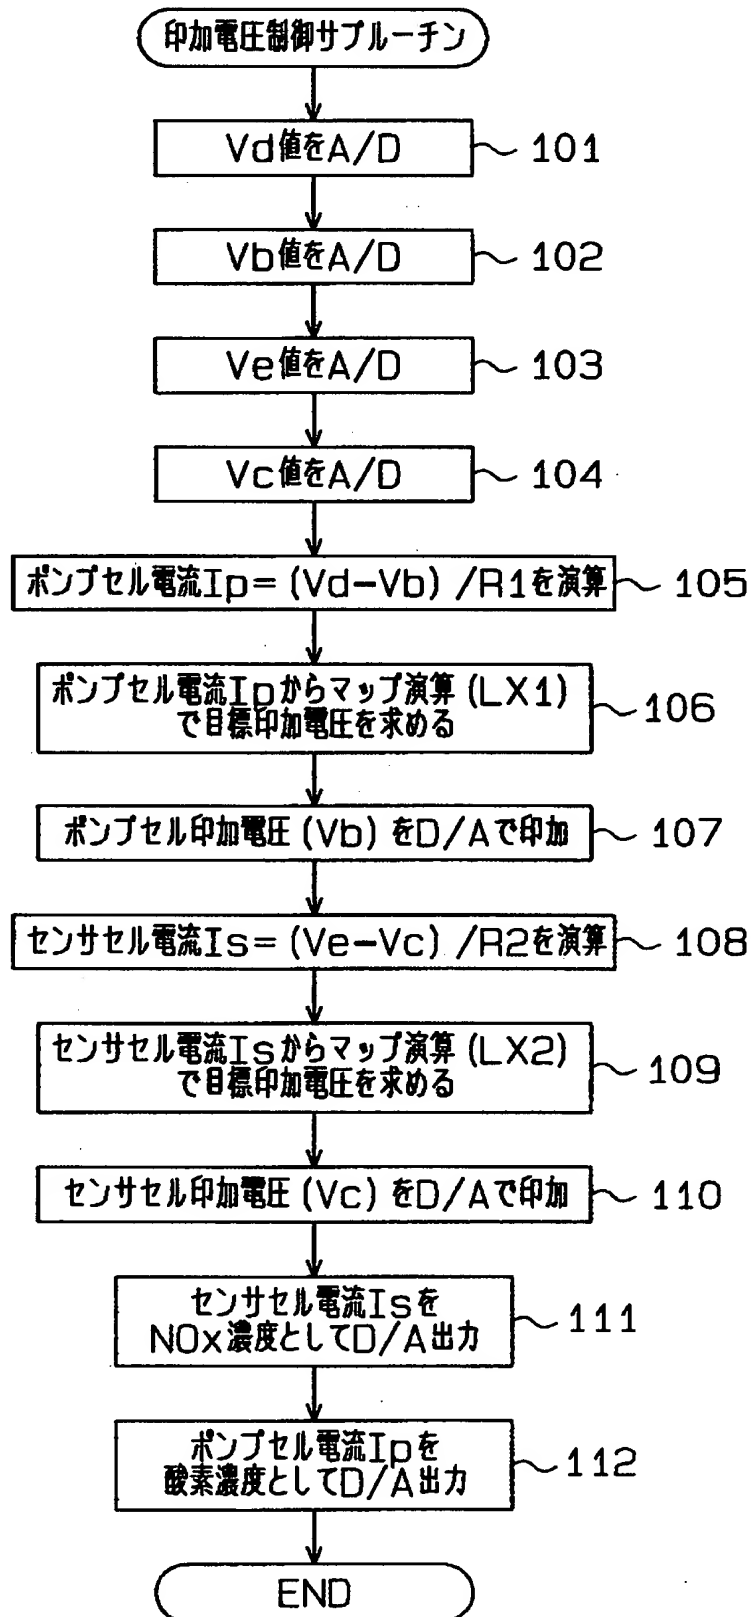 印加電圧制御サブルーチン
Vd値をA/D 101
Vb値をA/D 102
Ve値をA/D 103
Vc値をA/D 104
ポンプセル電流Ip=(Vd-Vb)/R1を演算 105
ポンプセル電流Ipからマップ演算(LX1)
で目標印加電圧を求める 106
ポンプセル印加電圧(Vb)をD/Aで印加 107
センサセル電流Is=(Ve-Vc)/R2を演算 108
センサセル電流Isからマップ演算(LX2)
で目標印加電圧を求める 109
センサセル印加電圧(Vc)をD/Aで印加 110
センサセル電流Isを
NOx濃度としてD/A出力 111
ポンプセル電流Ipを
酸素濃度としてD/A出力 112
END